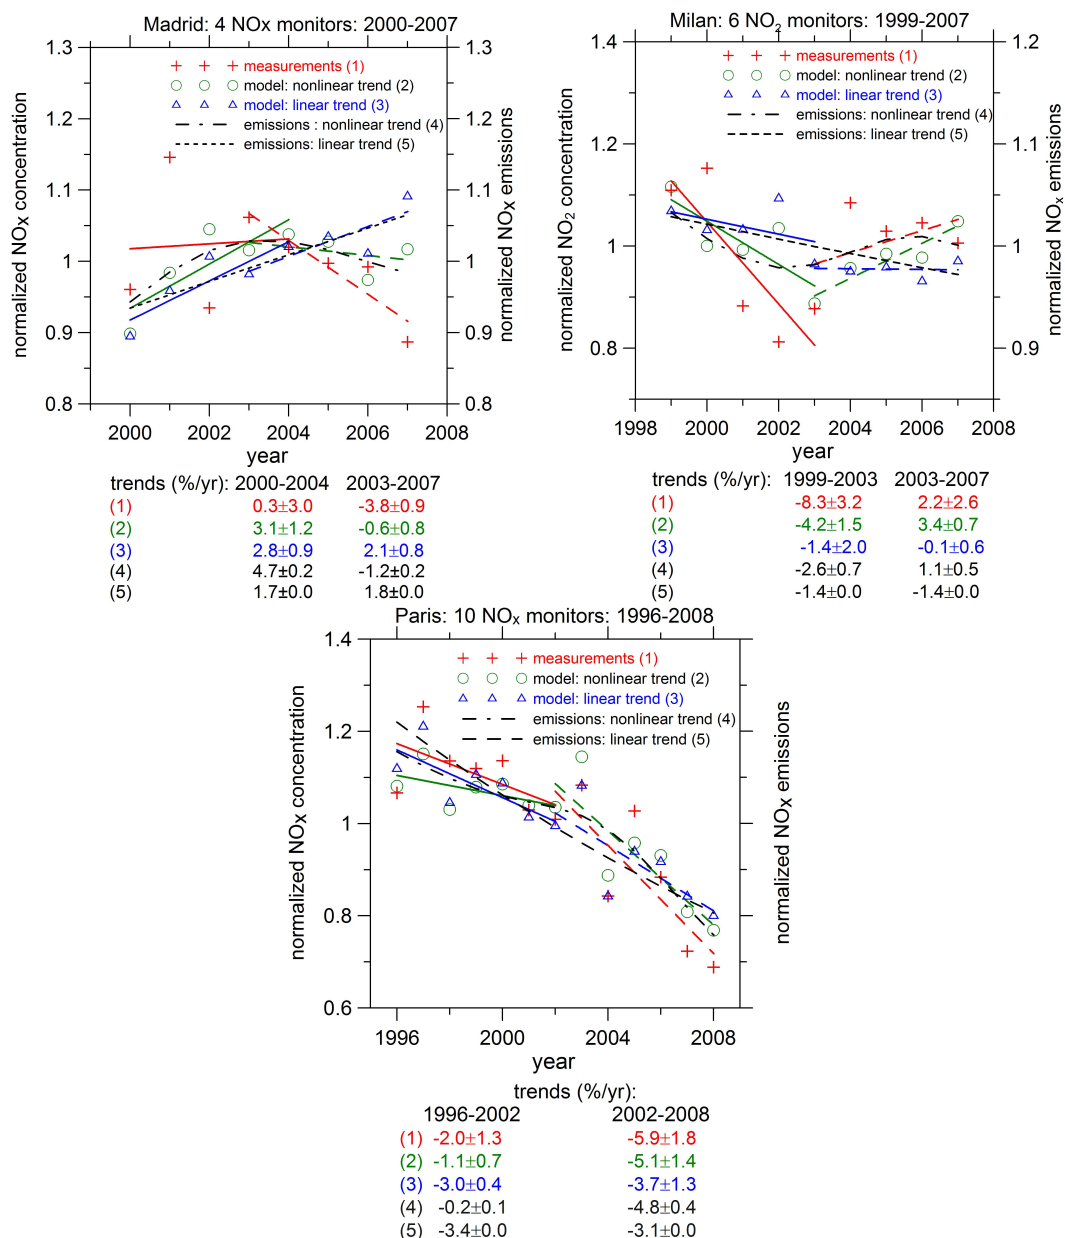 Madrid: 4 NOx monitors: 2000-2007
1.3
1.2
1.1
1.0
0.9
0.8
normalized NOx concentration
measurements (1)
model: nonlinear trend (2)
model: linear trend (3)
emissions : nonlinear trend (4)
emissions: linear trend (5)
1.3
1.2
1.1
1.0
0.9
0.8
normalized NOx emissions
2000 2002 2004 2006 2008
year
trends (%/yr): 2000-2004 2003-2007
(1) 0.3±3.0 -3.8±0.9
(2) 3.1±1.2 -0.6±0.8
(3) 2.8±0.9 2.1±0.8
(4) 4.7±0.2 -1.2±0.2
(5) 1.7±0.0 1.8±0.0
Milan: 6 NO2 monitors: 1999-2007
1.4
1.2
1.0
0.8
normalized NO2 concentration
measurements (1)
model: nonlinear trend (2)
model: linear trend (3)
emissions: nonlinear trend (4)
emissions: linear trend (5)
1.2
1.1
1.0
0.9
normalized NOx emissions
1998 2000 2002 2004 2006 2008
year
trends (%/yr): 1999-2003 2003-2007
(1) -8.3±3.2 2.2±2.6
(2) -4.2±1.5 3.4±0.7
(3) -1.4±2.0 -0.1±0.6
(4) -2.6±0.7 1.1±0.5
(5) -1.4±0.0 -1.4±0.0
Paris: 10 NOx monitors: 1996-2008
1.4
1.2
1
0.8
0.6
normalized NOx concentration
measurements (1)
model: nonlinear trend (2)
model: linear trend (3)
emissions: nonlinear trend (4)
emissions: linear trend (5)
normalized NOx emissions
1996 2000 2004 2008
year
trends (%/yr):
1996-2002 2002-2008
(1) -2.0±1.3 -5.9±1.8
(2) -1.1±0.7 -5.1±1.4
(3) -3.0±0.4 -3.7±1.3
(4) -0.2±0.1 -4.8±0.4
(5) -3.4±0.0 -3.1±0.0